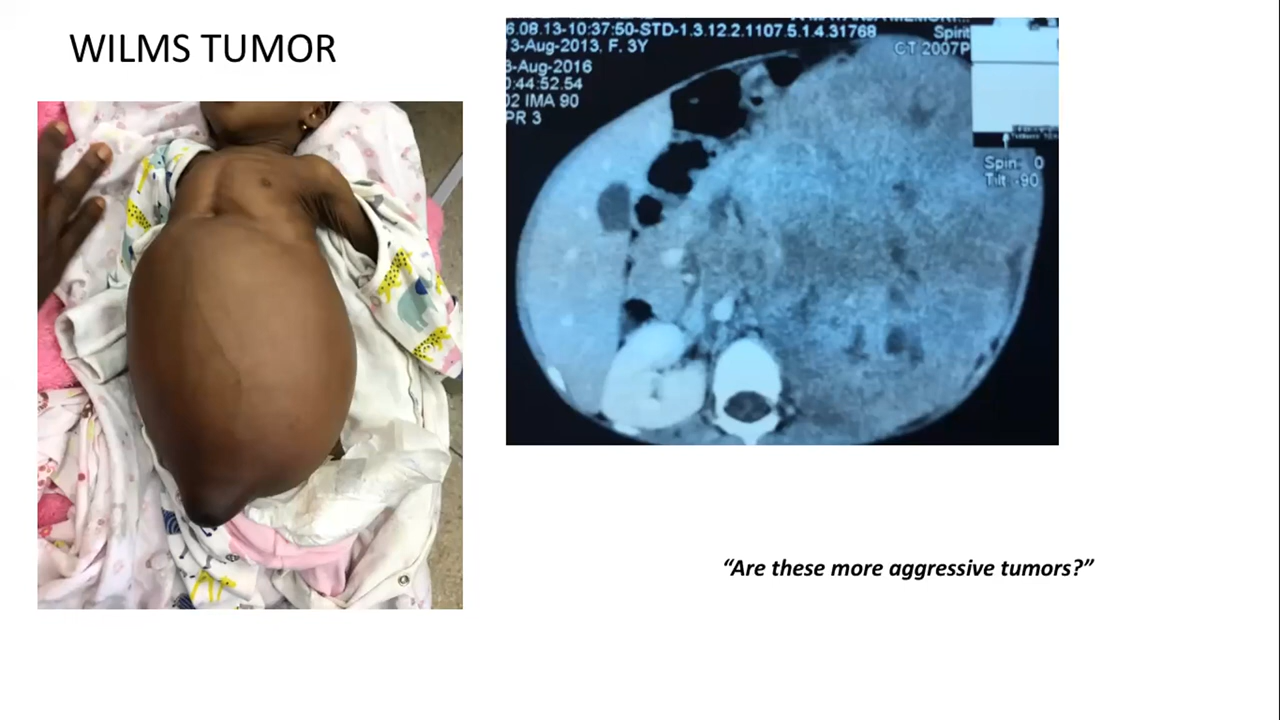 WILMS TUMOR
6.08.13-10:37:50-STD-1.3.12.2.1107.5.1.4.31768
3-Aug-2013, F, 3Y
3-Aug-2016
0:44:52.54
02 IMA 90
PR 3
Spirit
CT 2007P
Spin 0
Tilt -90
“Are these more aggressive tumors?”